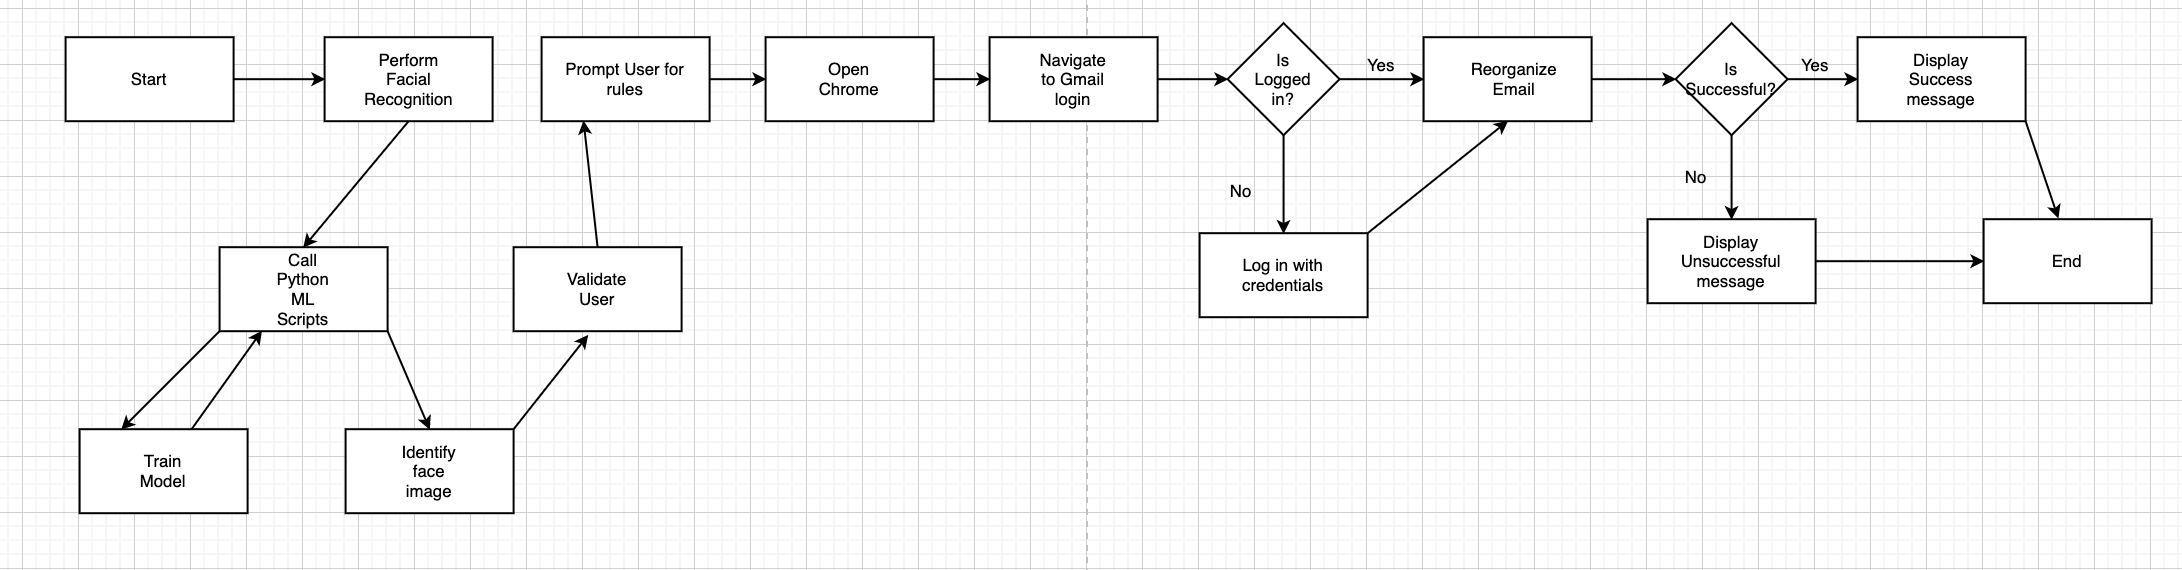 Start
Perform
Facial
Recognition
Prompt User for
rules
Open
Chrome
Navigate
to Gmail
login
Is
Logged
in?
Yes
Reorganize
Email
Is
Successful?
Yes
Display
Success
message
No
No
Call
Python
ML
Scripts
Validate
User
Log in with
credentials
Display
Unsuccessful
message
End
Train
Model
Identify
face
image